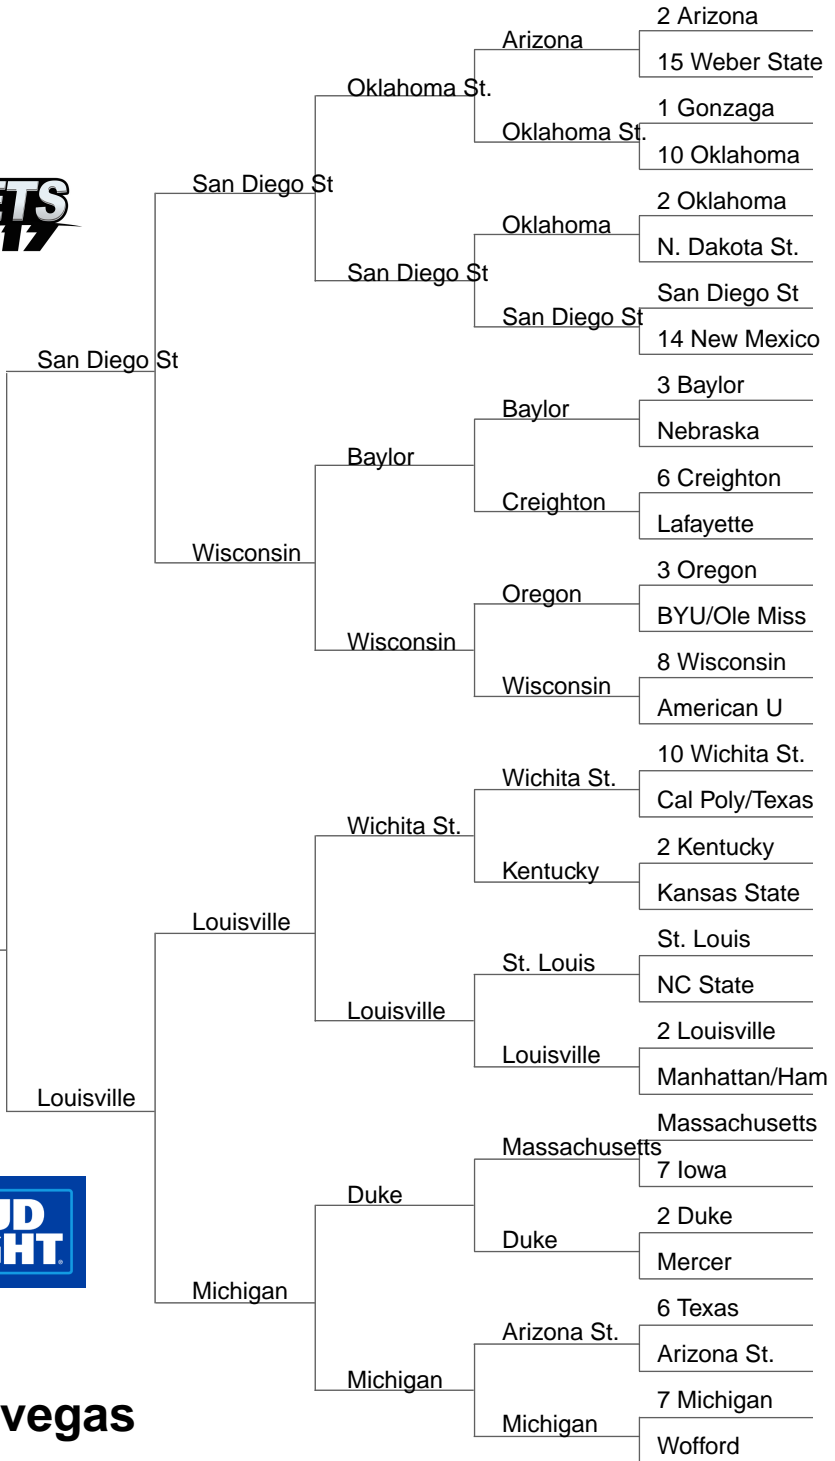 2 Arizona
Arizona
15 Weber State
Oklahoma St.
1 Gonzaga
Oklahoma St.
10 Oklahoma
San Diego St
2 Oklahoma
Oklahoma
N. Dakota St.
San Diego St
San Diego St
San Diego St
14 New Mexico
San Diego St
3 Baylor
Baylor
Nebraska
Baylor
6 Creighton
Creighton
Lafayette
Wisconsin
3 Oregon
Oregon
BYU/Ole Miss
Wisconsin
8 Wisconsin
Wisconsin
American U
10 Wichita St.
Wichita St.
Cal Poly/Texas
Wichita St.
2 Kentucky
Kentucky
Kansas State
Louisville
St. Louis
St. Louis
NC State
Louisville
2 Louisville
Louisville
Manhattan/Ham
Louisville
Massachusetts
Massachusetts
7 Iowa
Duke
2 Duke
Duke
Mercer
Michigan
6 Texas
Arizona St.
Arizona St.
Michigan
7 Michigan
Michigan
Wofford
17
vegas